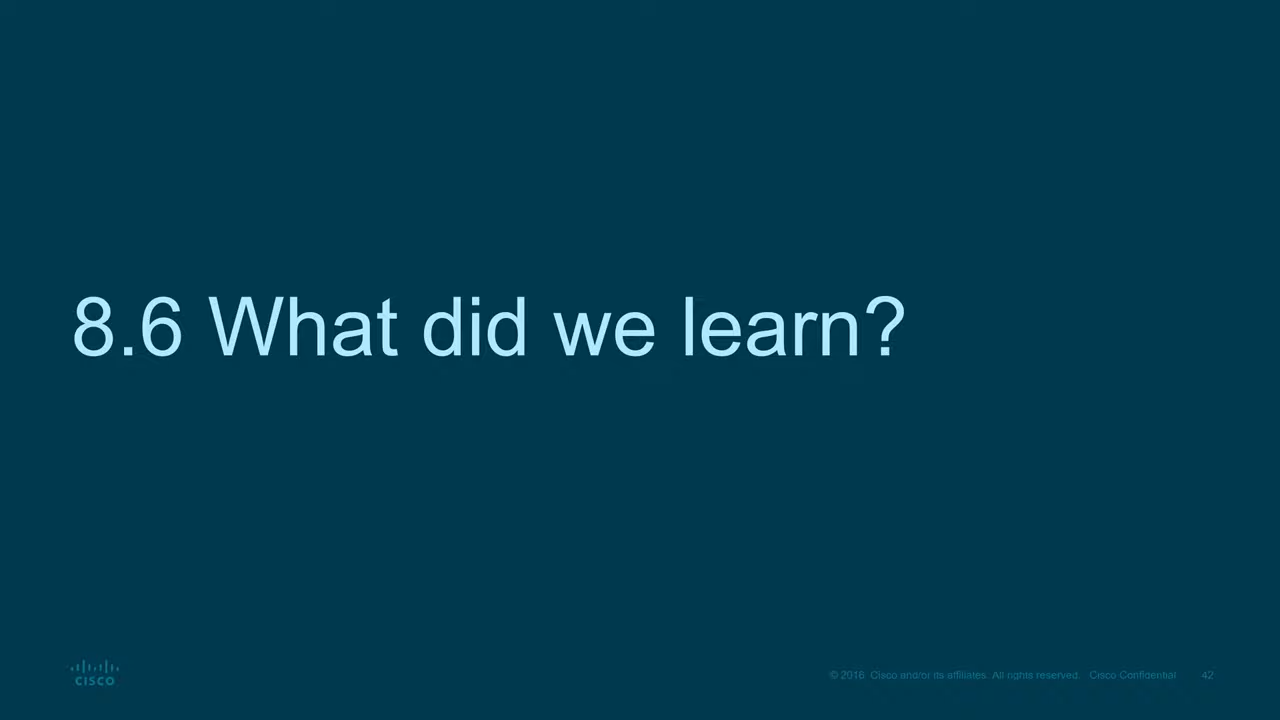 8.6 What did we learn?
CISCO
© 2016 Cisco and/or its affiliates. All rights reserved. Cisco Confidential 42